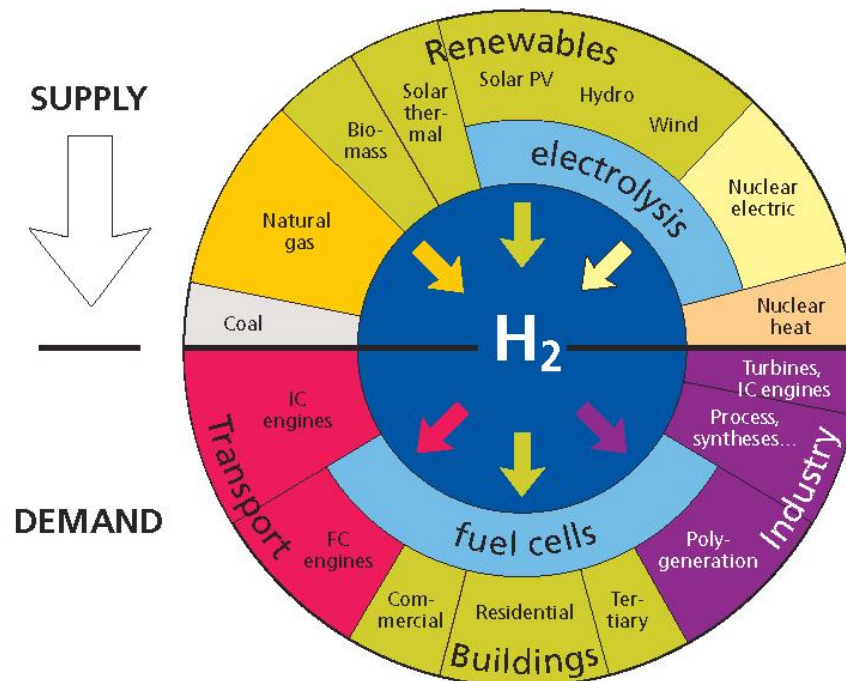 SUPPLY
Renewables
Solar PV
Hydro
Wind
Solar
ther-
mal
Bio-
mass
electrolysis
Nuclear
electric
Natural
gas
Coal
Nuclear
heat
H2
DEMAND
Transport
IC
engines
FC
engines
fuel cells
Com-
mercial
Residential
Ter-
tiary
Buildings
Turbines,
IC engines
Process,
syntheses...
Poly-
generation
Industry